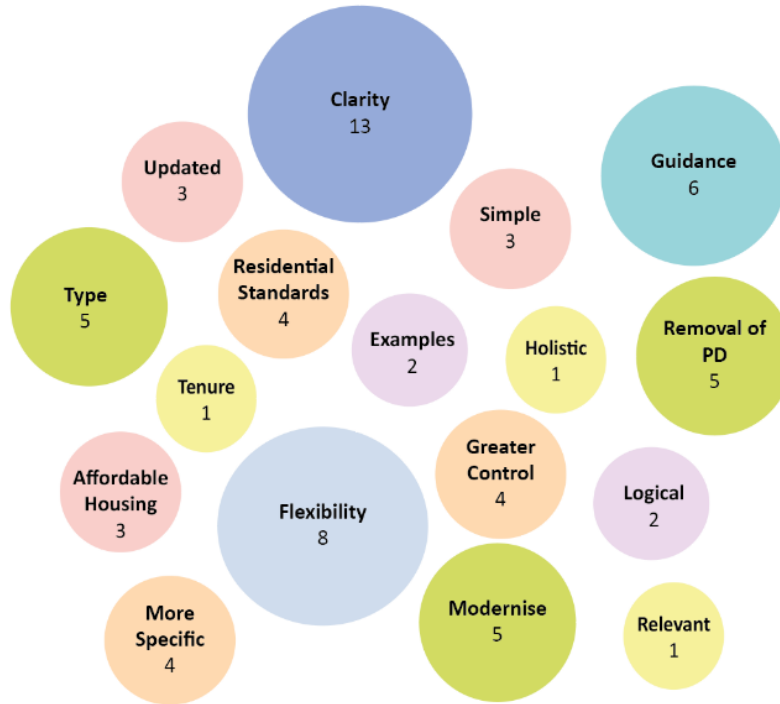 Clarity
13
Updated
3
Simple
3
Guidance
6
Type
5
Residential
Standards
4
Examples
2
Holistic
1
Removal of
PD
5
Tenure
1
Affordable
Housing
3
Flexibility
8
Greater
Control
4
Logical
2
More
Specific
4
Modernise
5
Relevant
1